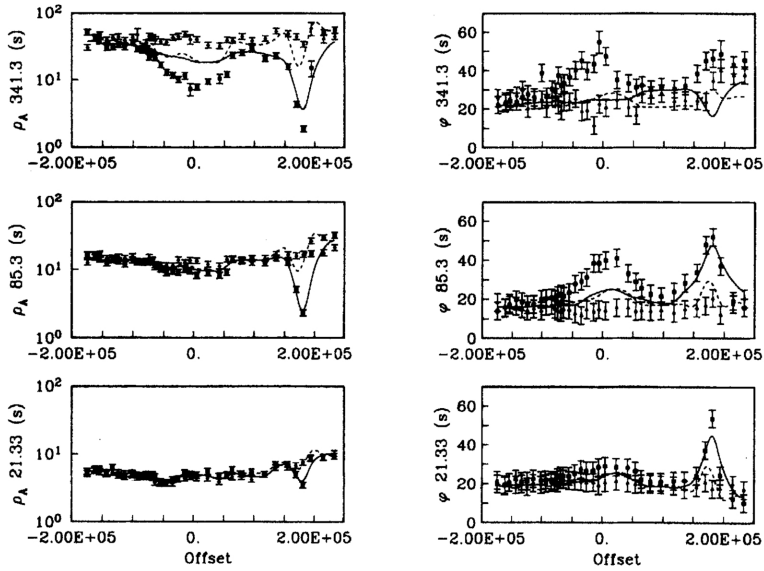 ρA 341.3 (s)
10²
10¹
10⁰
-2.00E+05 0. 2.00E+05
φ 341.3 (s)
60
40
20
0
-2.00E+05 0. 2.00E+05
ρA 85.3 (s)
10²
10¹
10⁰
-2.00E+05 0. 2.00E+05
φ 85.3 (s)
60
40
20
0
-2.00E+05 0. 2.00E+05
ρA 21.33 (s)
10²
10¹
10⁰
-2.00E+05 0. 2.00E+05
Offset
φ 21.33 (s)
60
40
20
0
-2.00E+05 0. 2.00E+05
Offset